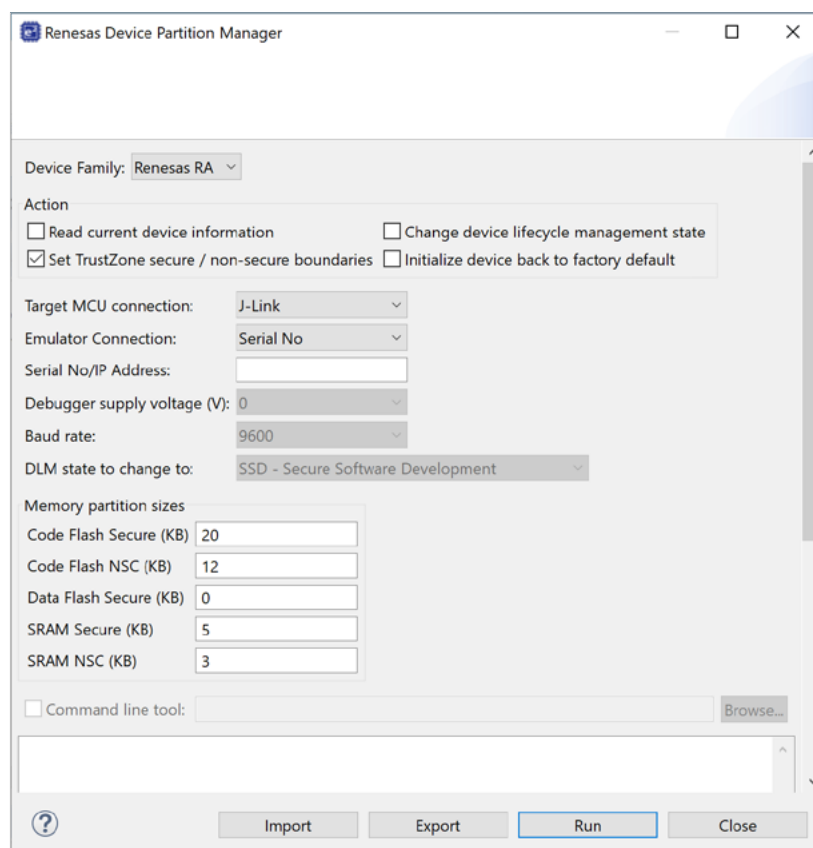 Renesas Device Partition Manager
Device Family: Renesas RA
Action
Read current device information
Change device lifecycle management state
Set TrustZone secure / non-secure boundaries
Initialize device back to factory default
Target MCU connection: J-Link
Emulator Connection: Serial No
Serial No/IP Address:
Debugger supply voltage (V): 0
Baud rate: 9600
DLM state to change to: SSD - Secure Software Development
Memory partition sizes
Code Flash Secure (KB) 20
Code Flash NSC (KB) 12
Data Flash Secure (KB) 0
SRAM Secure (KB) 5
SRAM NSC (KB) 3
Command line tool: Browse...
? Import Export Run Close